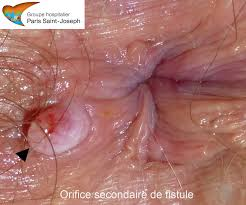 Groupe hospitalier
Paris Saint-Joseph
Orifice secondaire de fistule